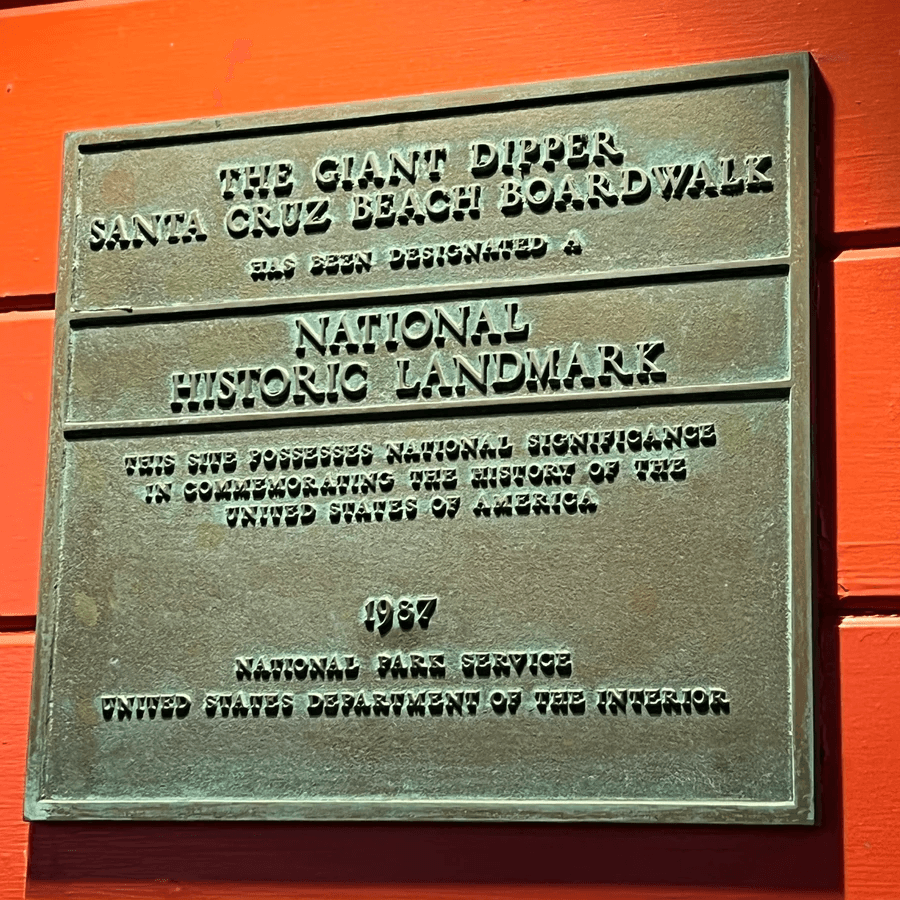 THE GIANT DIPPER
SANTA CRUZ BEACH BOARDWALK
HAS BEEN DESIGNATED A
NATIONAL
HISTORIC LANDMARK
THIS SITE POSSESSES NATIONAL SIGNIFICANCE
IN COMMEMORATING THE HISTORY OF THE
UNITED STATES OF AMERICA
1987
NATIONAL PARK SERVICE
UNITED STATES DEPARTMENT OF THE INTERIOR